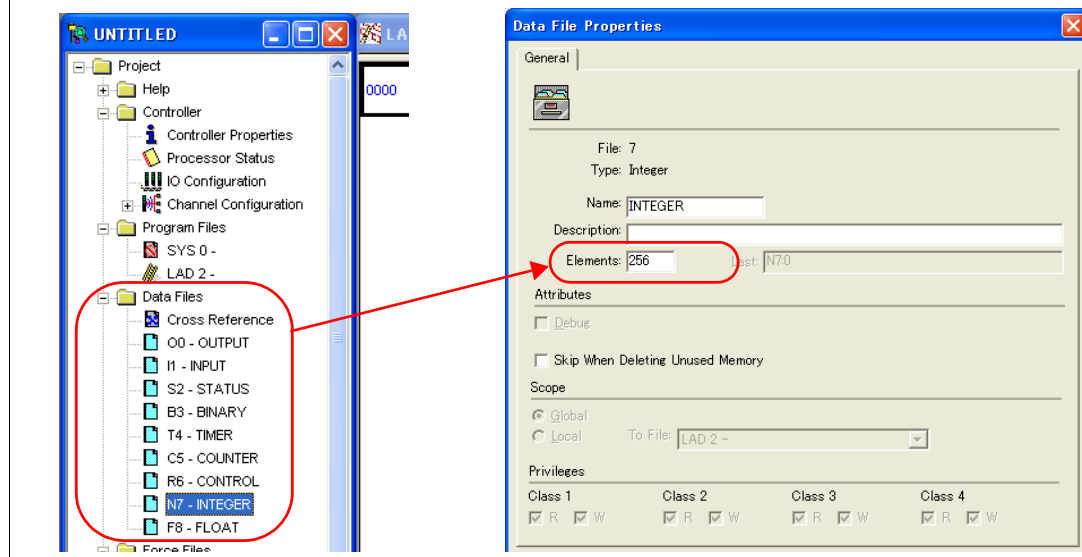 UNTITLED
Project
Help
Controller
Controller Properties
Processor Status
IO Configuration
Channel Configuration
Program Files
SYS 0 -
LAD 2 -
Data Files
Cross Reference
O0 - OUTPUT
I1 - INPUT
S2 - STATUS
B3 - BINARY
T4 - TIMER
C5 - COUNTER
R6 - CONTROL
N7 - INTEGER
F8 - FLOAT
Force Files
LA
0000
Data File Properties
General
File: 7
Type: Integer
Name: INTEGER
Description:
Elements: 256 Last: N7:0
Attributes
Debug
Skip When Deleting Unused Memory
Scope
Global
Local To File: LAD 2 -
Privileges
Class 1 Class 2 Class 3 Class 4
R W R W R W R W